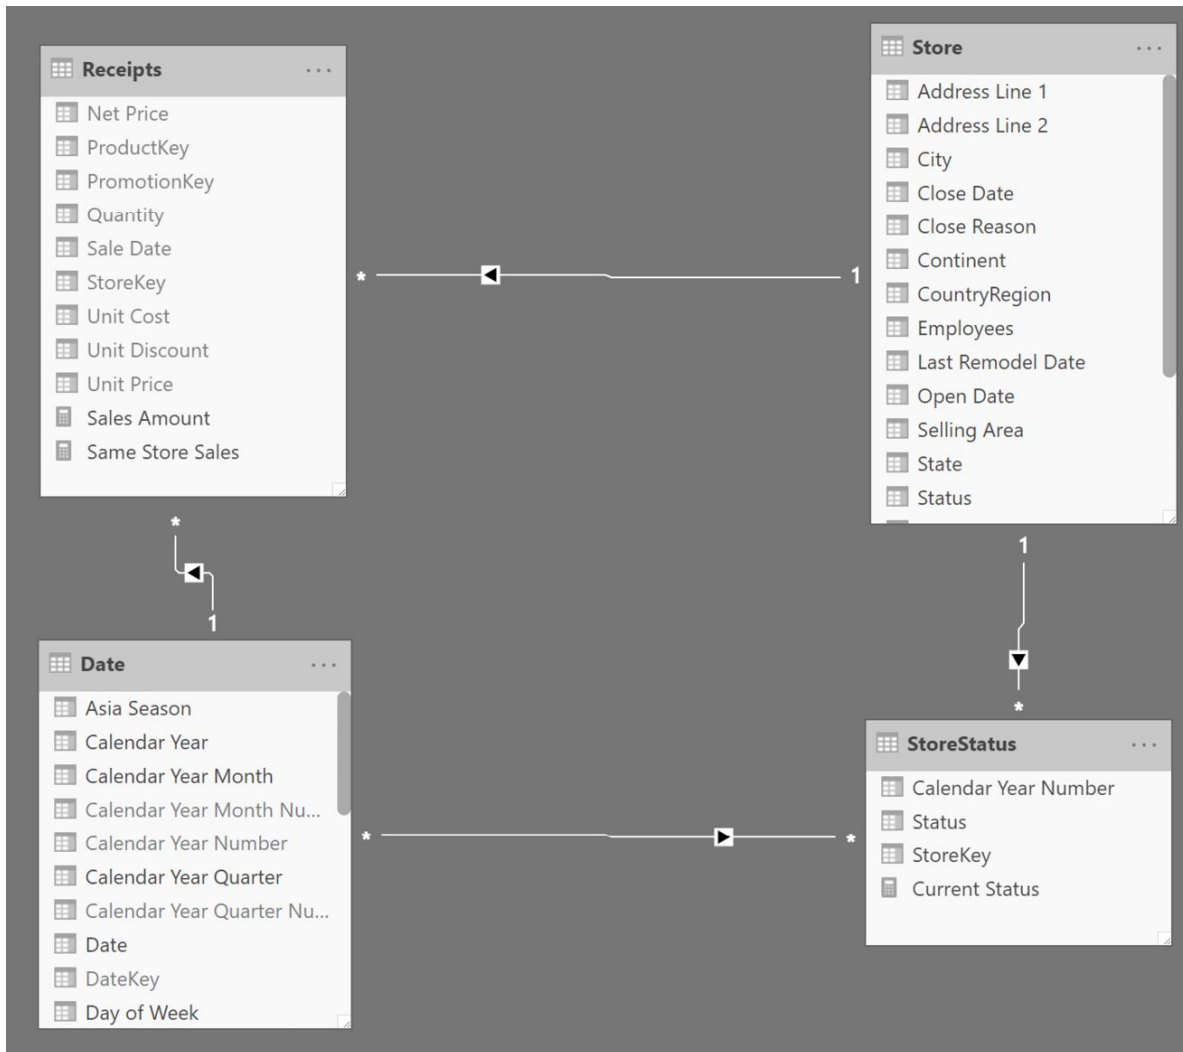 Receipts
Net Price
ProductKey
PromotionKey
Quantity
Sale Date
StoreKey
Unit Cost
Unit Discount
Unit Price
Sales Amount
Same Store Sales
Store
Address Line 1
Address Line 2
City
Close Date
Close Reason
Continent
CountryRegion
Employees
Last Remodel Date
Open Date
Selling Area
State
Status
*
1
*
1
1
*
Date
Asia Season
Calendar Year
Calendar Year Month
Calendar Year Month Nu...
Calendar Year Number
Calendar Year Quarter
Calendar Year Quarter Nu...
Date
DateKey
Day of Week
*
*
StoreStatus
Calendar Year Number
Status
StoreKey
Current Status